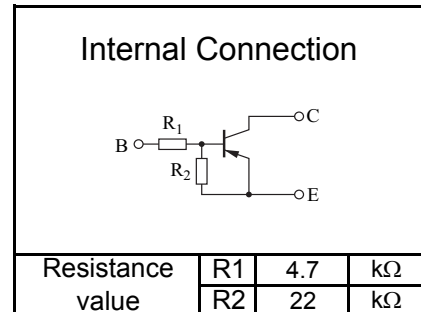 Internal Connection
C
R1
B
R2
E
Resistance value R1 4.7 kΩ
R2 22 kΩ